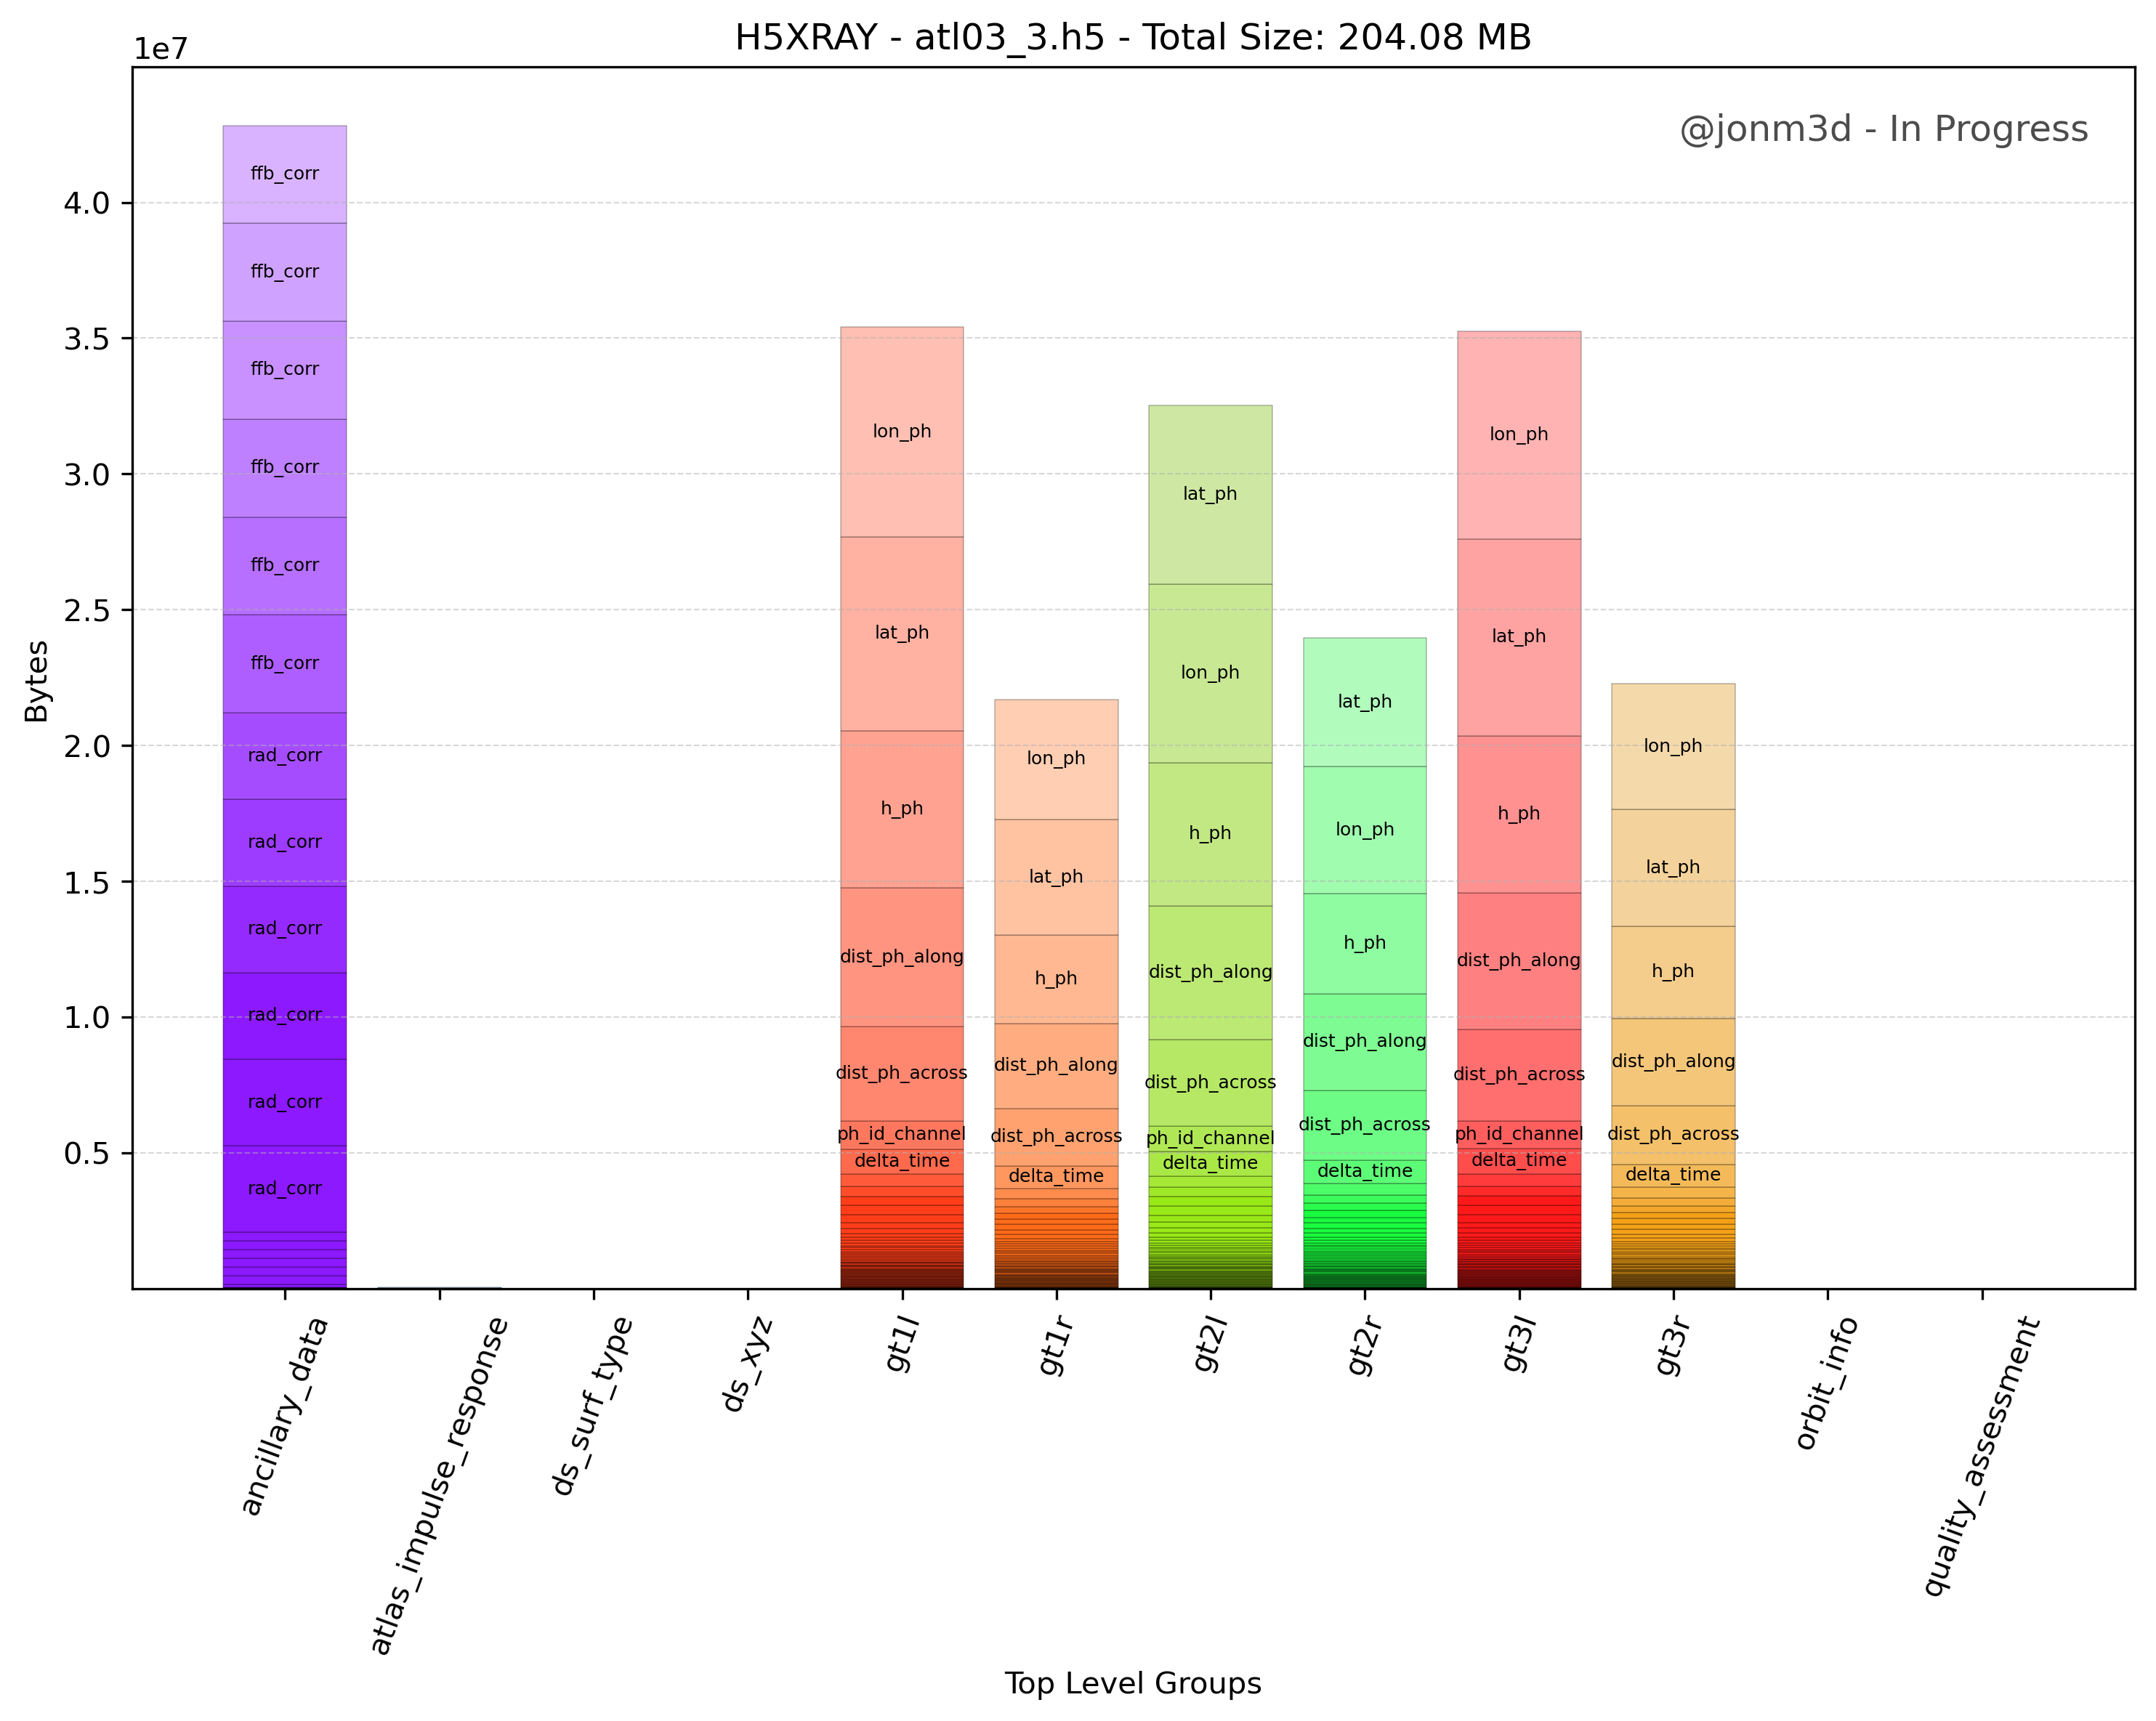 H5XRAY - atl03_3.h5 - Total Size: 204.08 MB
1e7
@jonm3d - In Progress
Bytes
4.0
3.5
3.0
2.5
2.0
1.5
1.0
0.5
ffb_corr
ffb_corr
ffb_corr
ffb_corr
ffb_corr
ffb_corr
rad_corr
rad_corr
rad_corr
rad_corr
rad_corr
rad_corr
lon_ph
lat_ph
h_ph
dist_ph_along
dist_ph_across
ph_id_channel
delta_time
lon_ph
lat_ph
h_ph
dist_ph_along
dist_ph_across
delta_time
lat_ph
lon_ph
h_ph
dist_ph_along
dist_ph_across
ph_id_channel
delta_time
lat_ph
lon_ph
h_ph
dist_ph_along
dist_ph_across
delta_time
lon_ph
lat_ph
h_ph
dist_ph_along
dist_ph_across
ph_id_channel
delta_time
lon_ph
lat_ph
h_ph
dist_ph_along
dist_ph_across
delta_time
ancillary_data
atlas_impulse_response
ds_surf_type
ds_xyz
gt1l
gt1r
gt2l
gt2r
gt3l
gt3r
orbit_info
quality_assessment
Top Level Groups